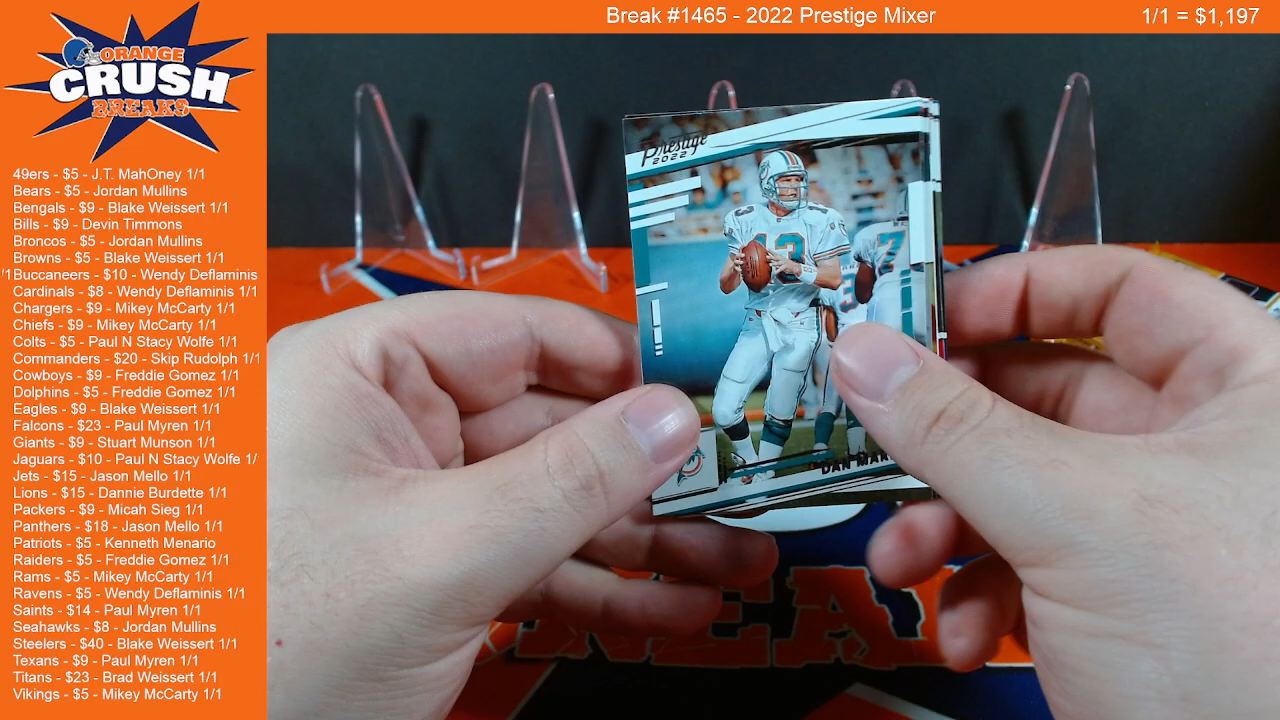 Break #1465 - 2022 Prestige Mixer
1/1 = $1,197
ORANGE
CRUSH
BREAKS
49ers - $5 - J.T. MahOney 1/1
Bears - $5 - Jordan Mullins
Bengals - $9 - Blake Weissert 1/1
Bills - $9 - Devin Timmons
Broncos - $5 - Jordan Mullins
Browns - $5 - Blake Weissert 1/1
/1 Buccaneers - $10 - Wendy Deflaminis
Cardinals - $8 - Wendy Deflaminis 1/1
Chargers - $9 - Mikey McCarty 1/1
Chiefs - $9 - Mikey McCarty 1/1
Colts - $5 - Paul N Stacy Wolfe 1/1
Commanders - $20 - Skip Rudolph 1/1
Cowboys - $9 - Freddie Gomez 1/1
Dolphins - $5 - Freddie Gomez 1/1
Eagles - $9 - Blake Weissert 1/1
Falcons - $23 - Paul Myren 1/1
Giants - $9 - Stuart Munson 1/1
Jaguars - $10 - Paul N Stacy Wolfe 1/
Jets - $15 - Jason Mello 1/1
Lions - $15 - Dannie Burdette 1/1
Packers - $9 - Micah Sieg 1/1
Panthers - $18 - Jason Mello 1/1
Patriots - $5 - Kenneth Menario
Raiders - $5 - Freddie Gomez 1/1
Rams - $5 - Mikey McCarty 1/1
Ravens - $5 - Wendy Deflaminis 1/1
Saints - $14 - Paul Myren 1/1
Seahawks - $8 - Jordan Mullins
Steelers - $40 - Blake Weissert 1/1
Texans - $9 - Paul Myren 1/1
Titans - $23 - Brad Weissert 1/1
Vikings - $5 - Mikey McCarty 1/1
Prestige
2022
13
13
7
DAN MAR